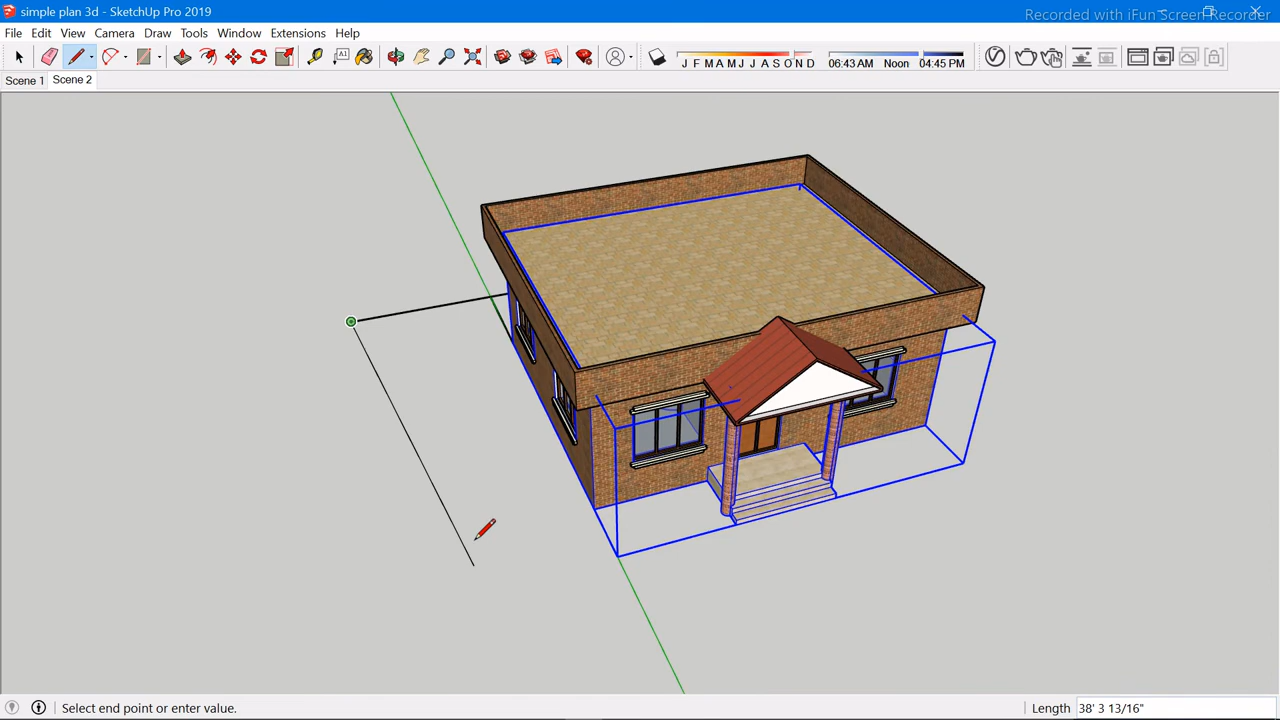 simple plan 3d - SketchUp Pro 2019
Recorded with iFun Screen Recorder
File Edit View Camera Draw Tools Window Extensions Help
A1
J F M A M J J A S O N D
06:43 AM Noon 04:45 PM
Scene 1 Scene 2
Select end point or enter value.
Length 38' 3 13/16"